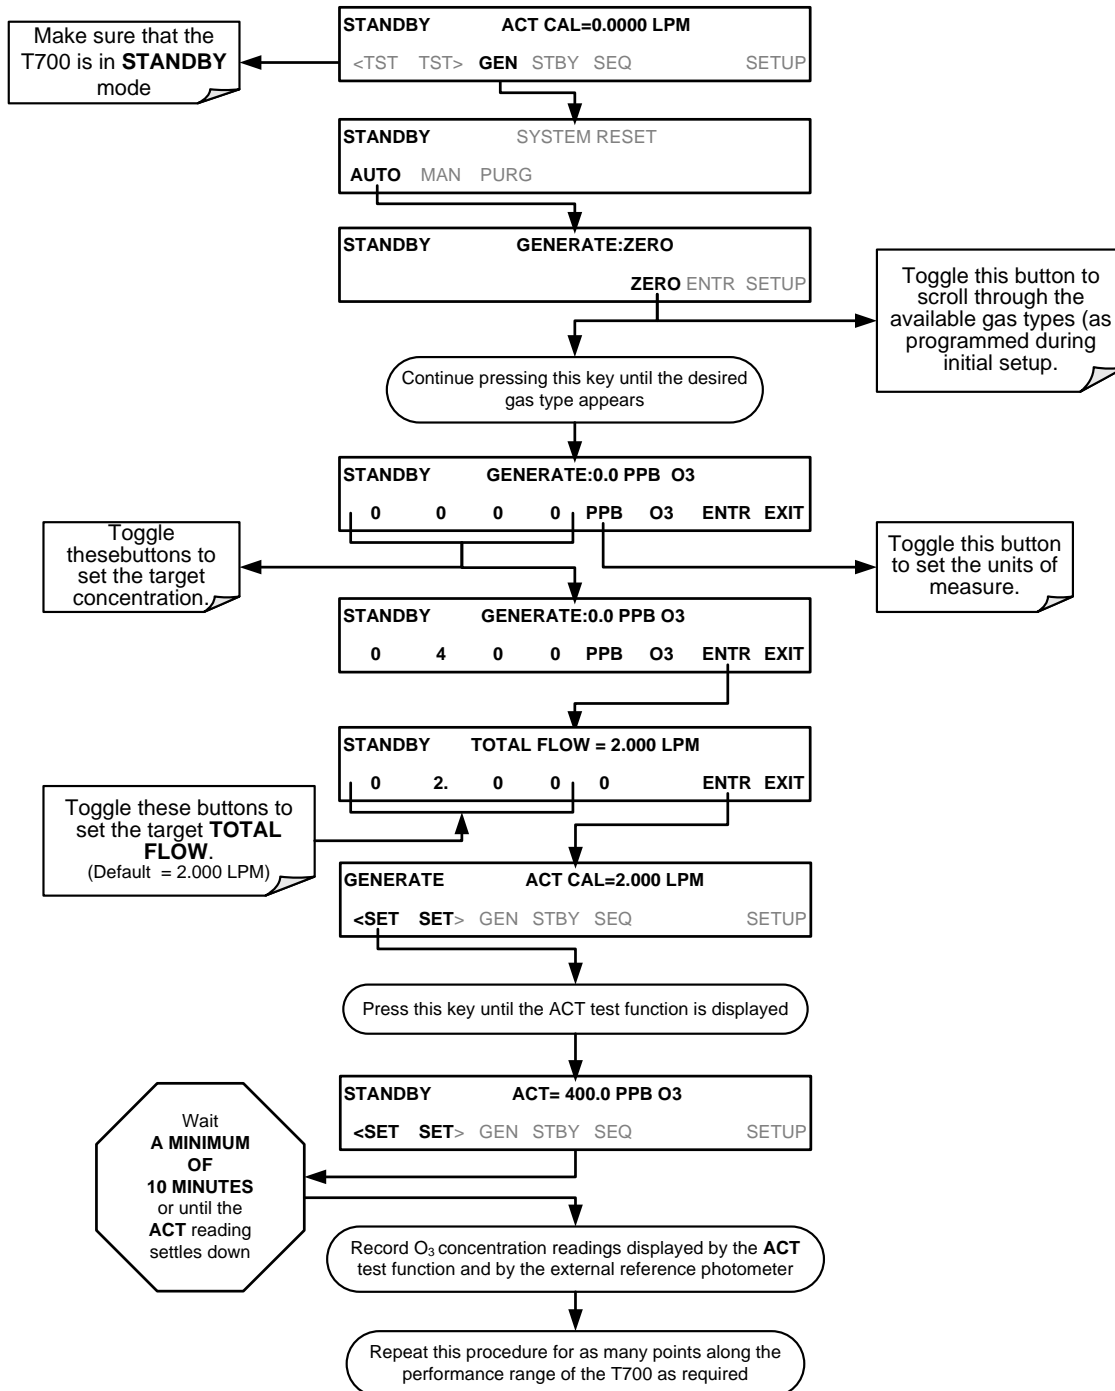 Make sure that the
T700 is in STANDBY
mode
STANDBY ACT CAL=0.0000 LPM
<TST TST> GEN STBY SEQ SETUP
STANDBY SYSTEM RESET
AUTO MAN PURG
STANDBY GENERATE:ZERO
ZERO ENTR SETUP
Toggle this button to
scroll through the
available gas types (as
programmed during
initial setup.
Continue pressing this key until the desired
gas type appears
STANDBY GENERATE:0.0 PPB O3
0 0 0 0 PPB O3 ENTR EXIT
Toggle
thesebuttons to
set the target
concentration.
Toggle this button
to set the units of
measure.
STANDBY GENERATE:0.0 PPB O3
0 4 0 0 PPB O3 ENTR EXIT
STANDBY TOTAL FLOW = 2.000 LPM
0 2. 0 0 0 ENTR EXIT
Toggle these buttons to
set the target TOTAL
FLOW.
(Default = 2.000 LPM)
GENERATE ACT CAL=2.000 LPM
<SET SET> GEN STBY SEQ SETUP
Press this key until the ACT test function is displayed
STANDBY ACT= 400.0 PPB O3
<SET SET> GEN STBY SEQ SETUP
Wait
A MINIMUM
OF
10 MINUTES
or until the
ACT reading
settles down
Record O₃ concentration readings displayed by the ACT
test function and by the external reference photometer
Repeat this procedure for as many points along the
performance range of the T700 as required